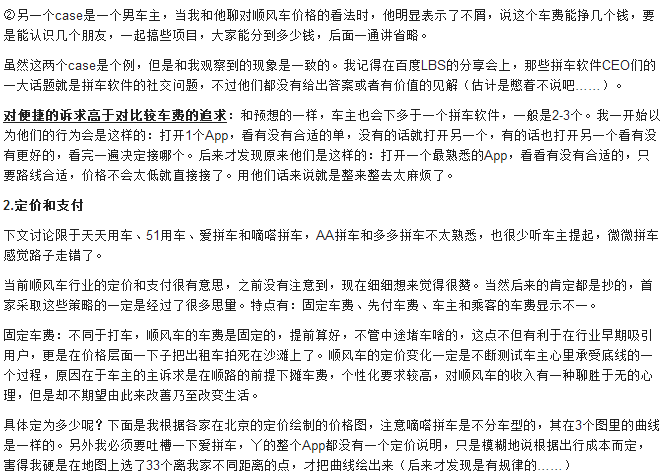 ②另一个case是一个男车主，当我和他聊对顺风车价格的看法时，他明显表示了不屑，说这个车费能挣几个钱，要
是能认识几个朋友，一起搞些项目，大家能分到多少钱，后面一通讲省略。
虽然这两个case是个例，但是和我观察到的现象是一致的。我记得在百度LBS的分享会上，那些拼车软件CEO们的
一大话题就是拼车软件的社交问题，不过他们都没有给出答案或者有价值的见解（估计是憋着不说吧……）。
对便捷的诉求高于对比较车费的追求：和预想的一样，车主也会下多于一个拼车软件，一般是2-3个。我一开始以
为他们的行为会是这样的：打开1个App，看有没有合适的单，没有的话就打开另一个，有的话也打开另一个看有没
有更好的，看完一遍决定接哪个。后来才发现原来他们是这样的：打开一个最熟悉的App，看看有没有合适的，只
要路线合适，价格不会太低就直接接了。用他们话来说就是整来整去太麻烦了。
2.定价和支付
下文讨论限于天天用车、51用车、爱拼车和嘀嗒拼车，AA拼车和多多拼车不太熟悉，也很少听车主提起，微微拼车
感觉路子走错了。
当前顺风车行业的定价和支付很有意思，之前没有注意到，现在细细想来觉得很赞。当然后来的肯定都是抄的，首
家采取这些策略的一定是经过了很多思量。特点有：固定车费、先付车费、车主和乘客的车费显示不一。
固定车费：不同于打车，顺风车的车费是固定的，提前算好，不管中途堵车啥的，这点不但有利于在行业早期吸引
用户，更是在价格层面一下子把出租车拍死在沙滩上了。顺风车的定价变化一定是不断测试车主心里承受底线的一
个过程，原因在于车主的主诉求是在顺路的前提下摊车费，个性化要求较高，对顺风车的收入有一种聊胜于无的心
理，但是却不期望由此来改善乃至改变生活。
具体定为多少呢？下面是我根据各家在北京的定价绘制的价格图，注意嘀嗒拼车是不分车型的，其在3个图里的曲线
是一样的。另外我必须要吐槽一下爱拼车，丫的整个App都没有一个定价说明，只是模糊地说根据出行成本而定，
害得我硬是在地图上选了33个离我家不同距离的点，才把曲线绘出来（后来才发现是有规律的……）